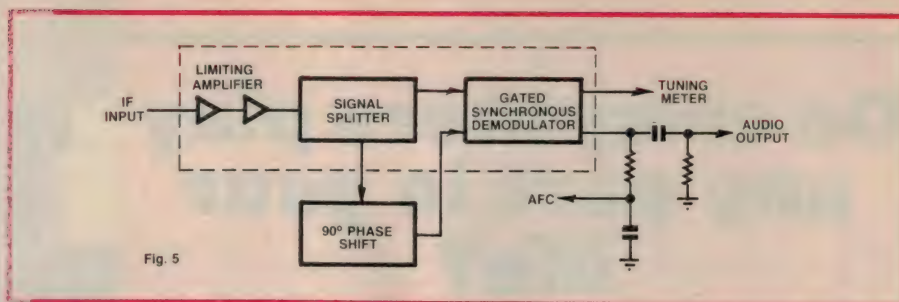 LIMITING
AMPLIFIER
IF
INPUT
SIGNAL
SPLITTER
GATED
SYNCHRONOUS
DEMODULATOR
TUNING
METER
AUDIO
OUTPUT
AFC
90° PHASE
SHIFT
Fig. 5